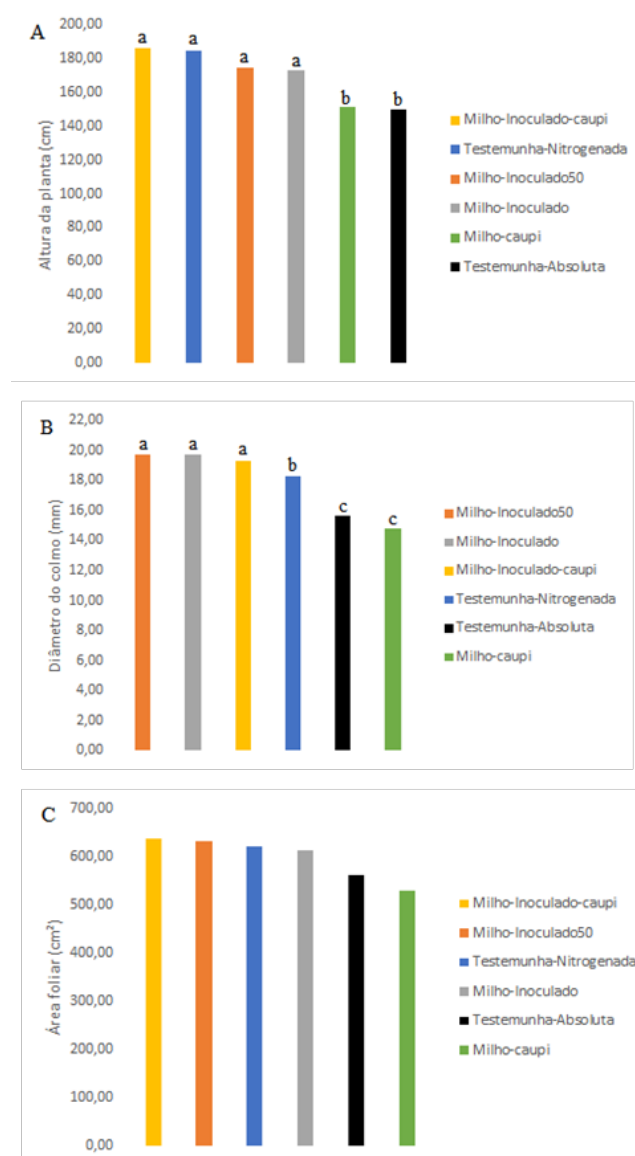 A
200,00
180,00
160,00
140,00
120,00
100,00
80,00
60,00
40,00
20,00
0,00
Altura da planta (cm)
a a a a b b
Milho-Inoculado-caupi
Testemunha-Nitrogenada
Milho-Inoculado50
Milho-Inoculado
Milho-caupi
Testemunha-Absoluta
B
22,00
20,00
18,00
16,00
14,00
12,00
10,00
8,00
6,00
4,00
2,00
0,00
Diâmetro do colmo (mm)
a a a b c c
Milho-Inoculado50
Milho-Inoculado
Milho-Inoculado-caupi
Testemunha-Nitrogenada
Testemunha-Absoluta
Milho-caupi
C
700,00
600,00
500,00
400,00
300,00
200,00
100,00
0,00
Área foliar (cm²)
Milho-Inoculado-caupi
Milho-Inoculado50
Testemunha-Nitrogenada
Milho-Inoculado
Testemunha-Absoluta
Milho-caupi